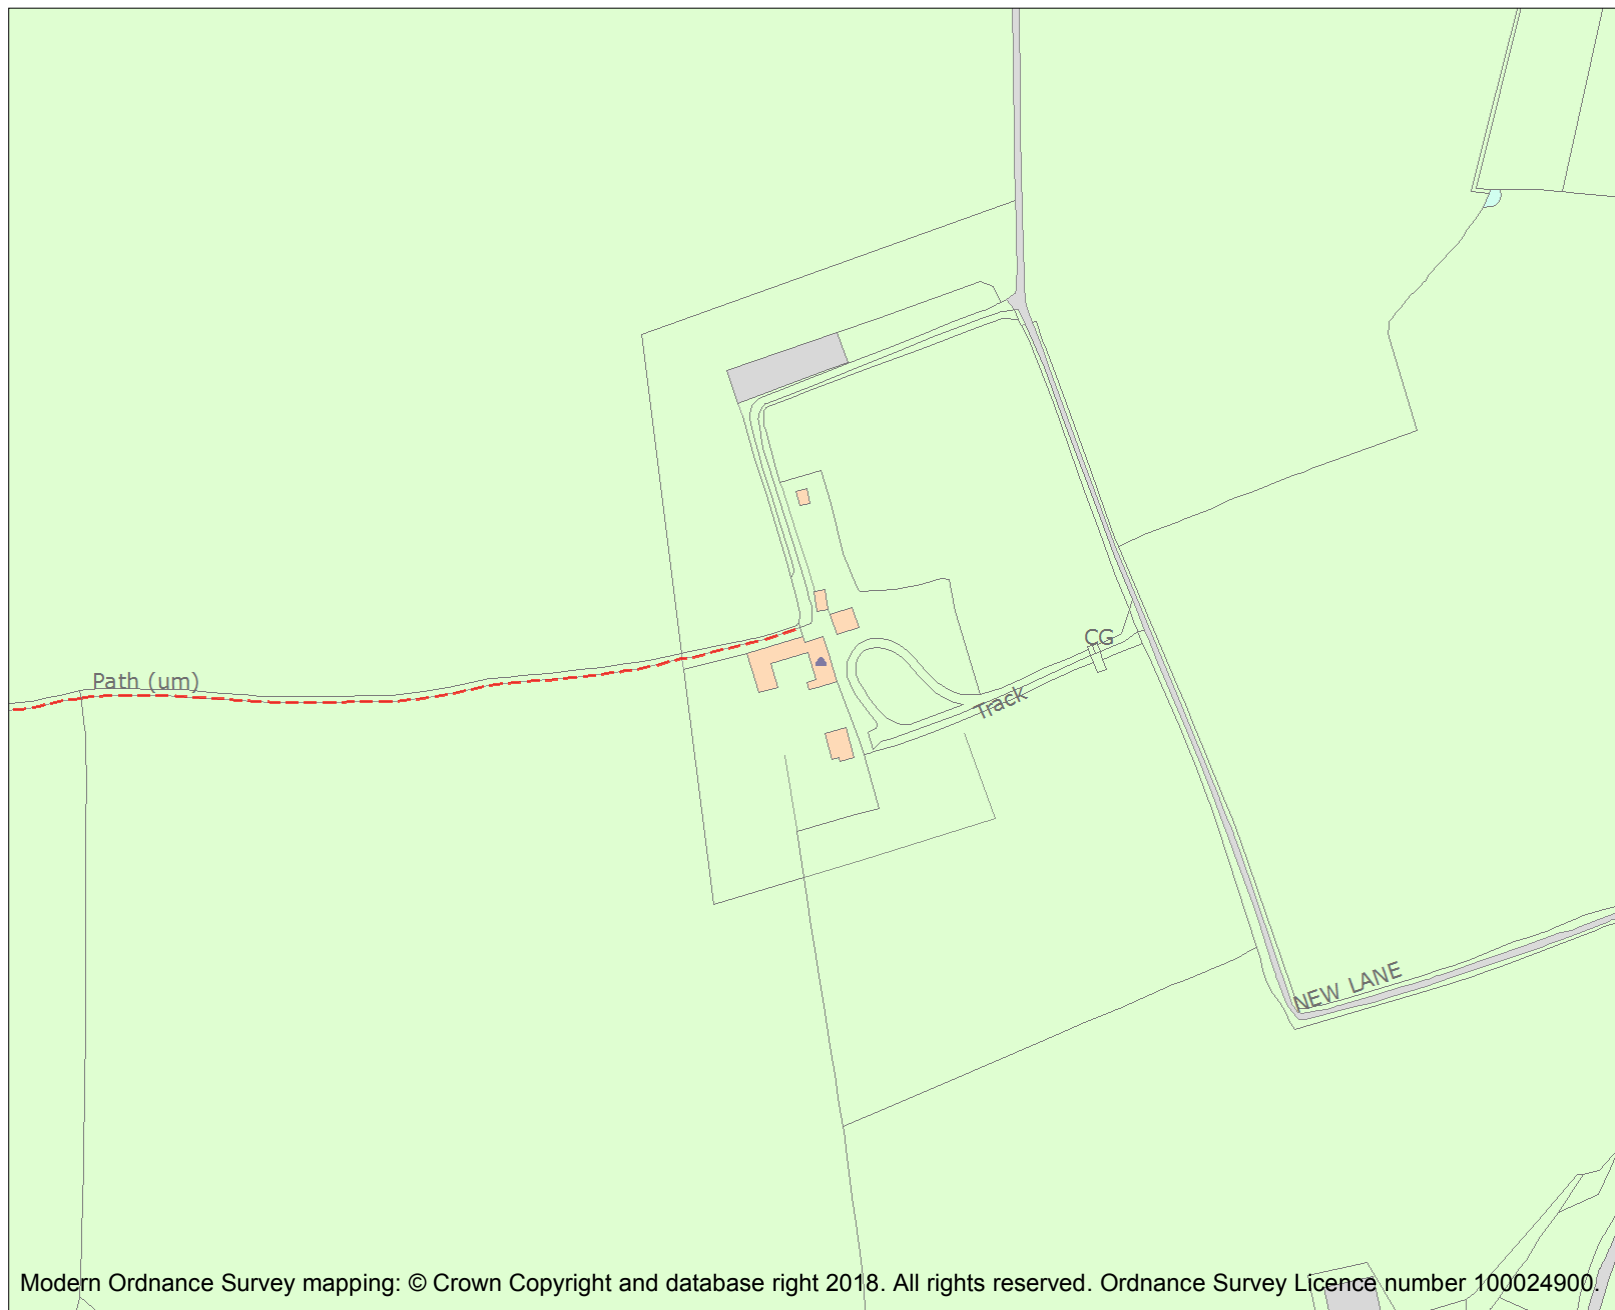 CG
Path (um)
Track
NEW LANE
Modern Ordnance Survey mapping: © Crown Copyright and database right 2018. All rights reserved. Ordnance Survey Licence number 100024900.